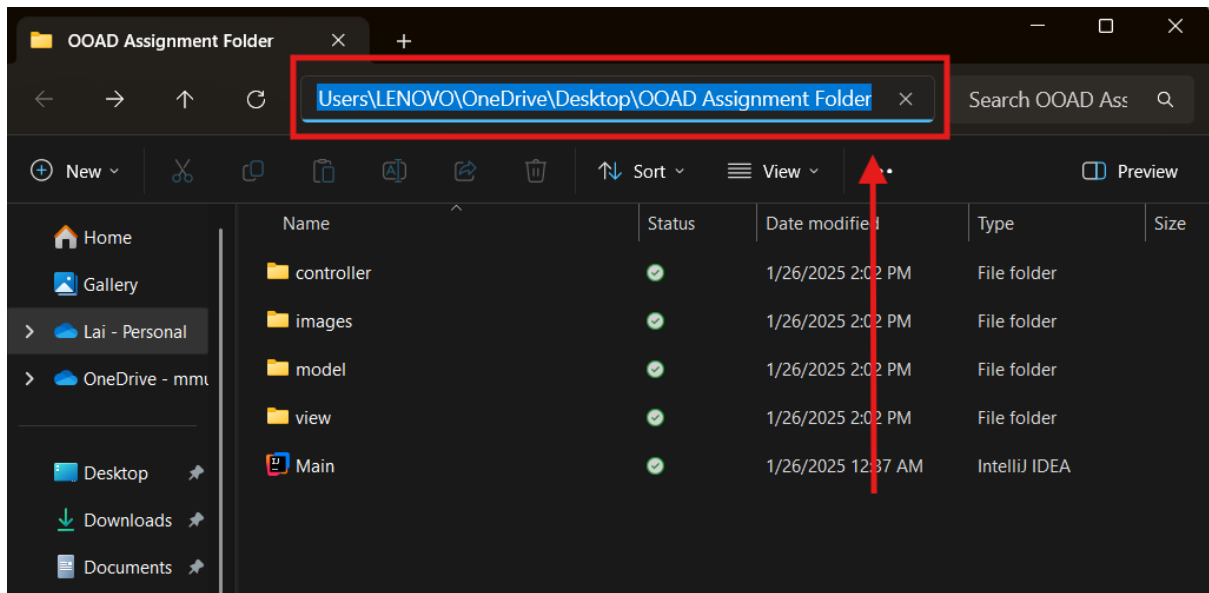 OOAD Assignment Folder
Users\LENOVO\OneDrive\Desktop\OOAD Assignment Folder
Search OOAD Ass
New
Sort
View
Preview
Name Status Date modified Type Size
Home
Gallery
Lai - Personal
OneDrive - mmu
Desktop
Downloads
Documents
controller 1/26/2025 2:02 PM File folder
images 1/26/2025 2:02 PM File folder
model 1/26/2025 2:02 PM File folder
view 1/26/2025 2:02 PM File folder
Main 1/26/2025 12:37 AM IntelliJ IDEA